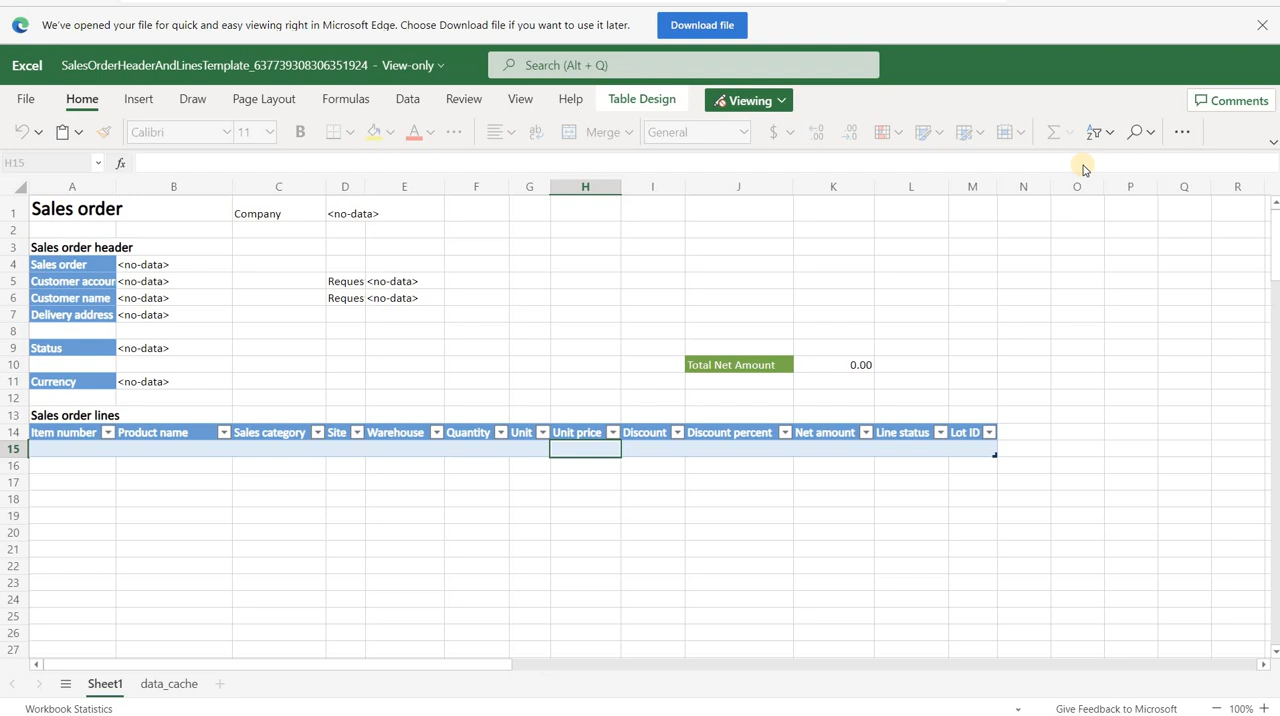 We've opened your file for quick and easy viewing right in Microsoft Edge. Choose Download file if you want to use it later. Download file
Excel SalesOrderHeaderAndLinesTemplate_637739308306351924 - View-only Search (Alt + Q)
File Home Insert Draw Page Layout Formulas Data Review View Help Table Design Viewing Comments
Calibri 11 B A ab Merge General $ .00 .00 Σ
H15 fx
A B C D E F G H I J K L M N O P Q R
1 Sales order Company <no-data>
2
3 Sales order header
4 Sales order <no-data>
5 Customer accour <no-data> Reques <no-data>
6 Customer name <no-data> Reques <no-data>
7 Delivery address <no-data>
8
9 Status <no-data>
10 Total Net Amount 0.00
11 Currency <no-data>
12
13 Sales order lines
14 Item number Product name Sales category Site Warehouse Quantity Unit Unit price Discount Discount percent Net amount Line status Lot ID
15
16
17
18
19
20
21
22
23
24
25
26
27
Sheet1 data_cache
Workbook Statistics Give Feedback to Microsoft 100%